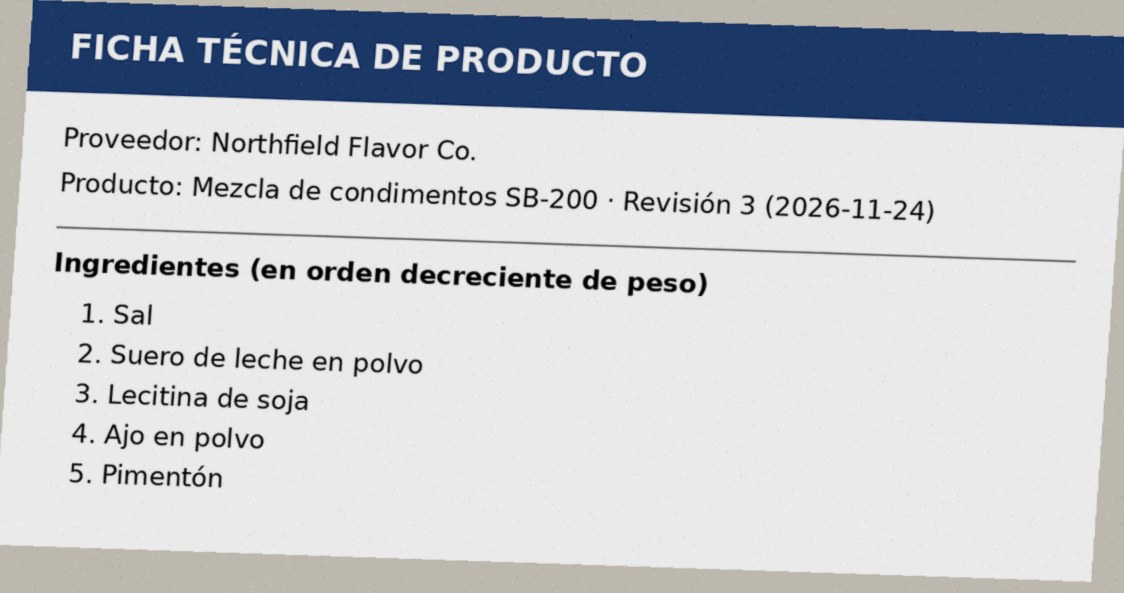 FICHA TÉCNICA DE PRODUCTO
Proveedor: Northfield Flavor Co.
Producto: Mezcla de condimentos SB-200 · Revisión 3 (2026-11-24)
Ingredientes (en orden decreciente de peso)
1. Sal
2. Suero de leche en polvo
3. Lecitina de soja
4. Ajo en polvo
5. Pimentón